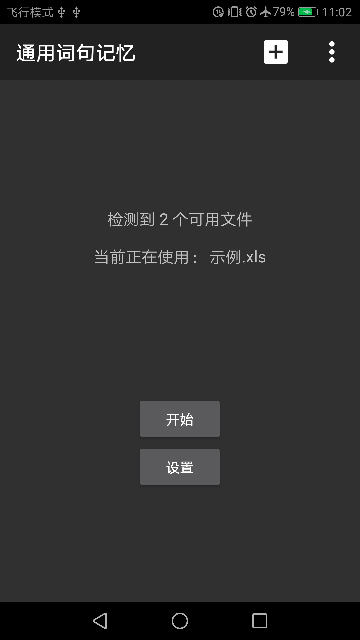 飞行模式 79% 11:02
通用词句记忆
检测到 2 个可用文件
当前正在使用： 示例.xls
开始
设置